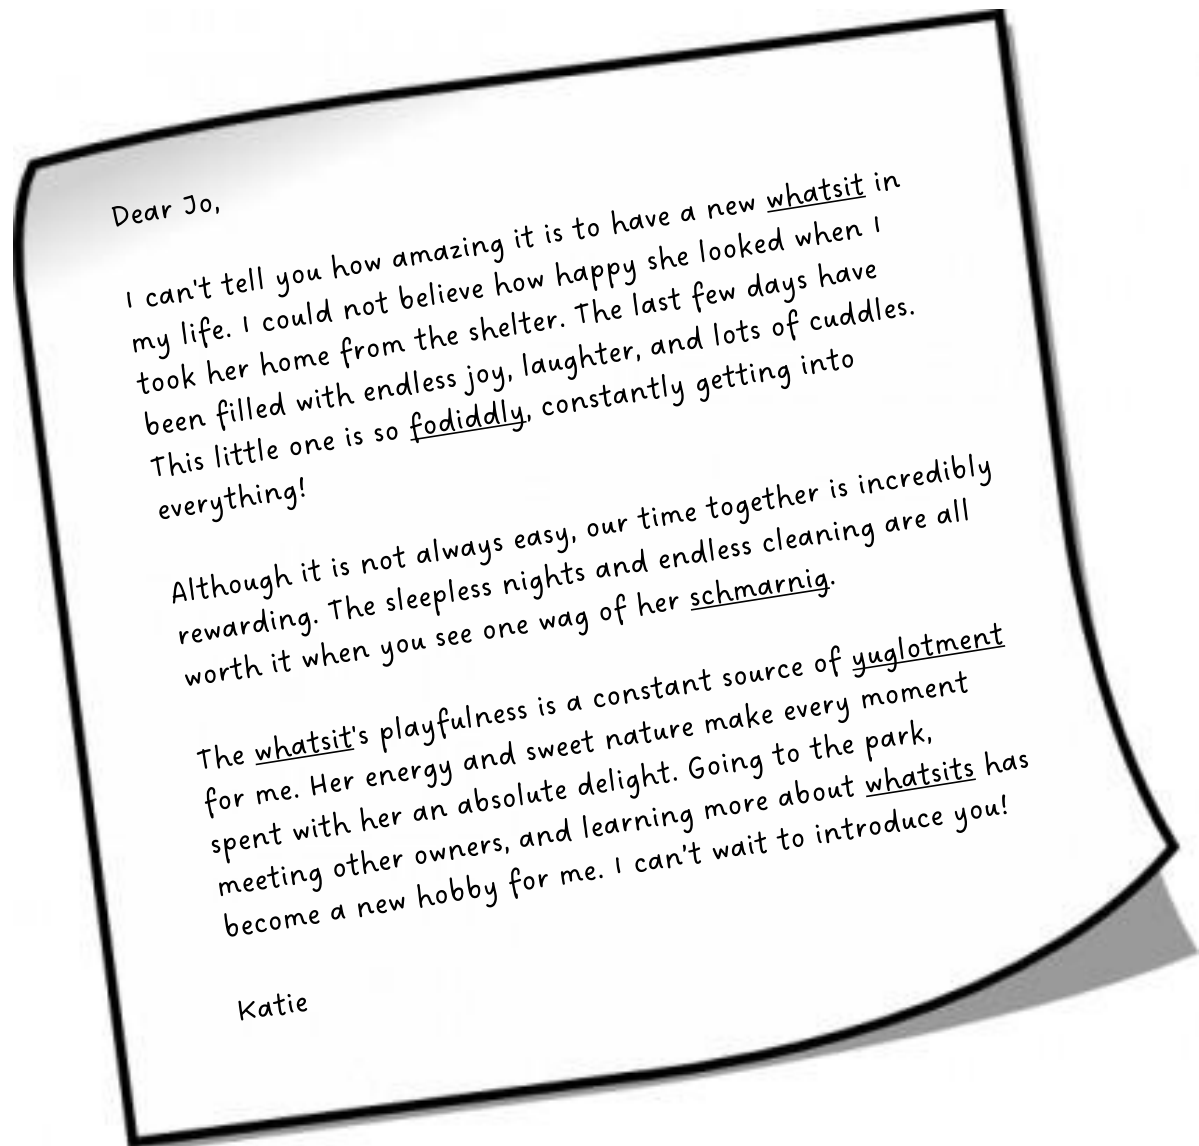 Dear Jo,
I can't tell you how amazing it is to have a new whatsit in
my life. I could not believe how happy she looked when I
took her home from the shelter. The last few days have
been filled with endless joy, laughter, and lots of cuddles.
This little one is so fodiddly, constantly getting into
everything!
Although it is not always easy, our time together is incredibly
rewarding. The sleepless nights and endless cleaning are all
worth it when you see one wag of her schmarnig.
The whatsit's playfulness is a constant source of yuglotment
for me. Her energy and sweet nature make every moment
spent with her an absolute delight. Going to the park,
meeting other owners, and learning more about whatsits has
become a new hobby for me. I can't wait to introduce you!
Katie